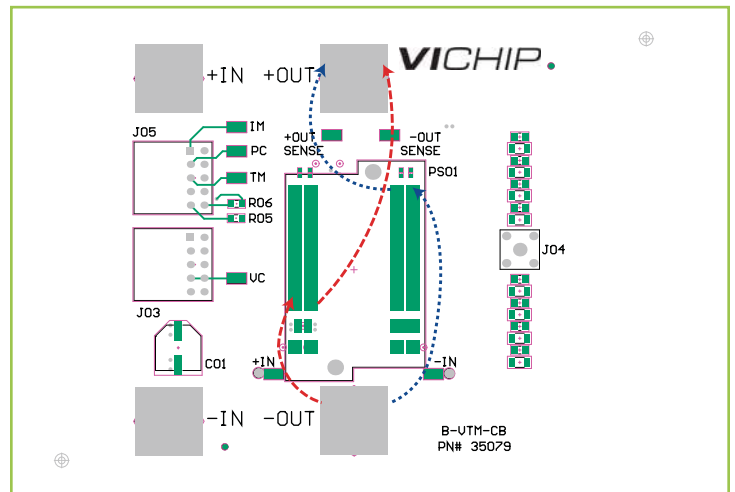 +IN +OUT VICHIP
J05 IM
+OUT SENSE
-OUT SENSE
PC
PS01
TM
R06
R05
J04
VC
J03
C01
+IN
-IN
-IN -OUT
B-VTM-CB
PN# 35079